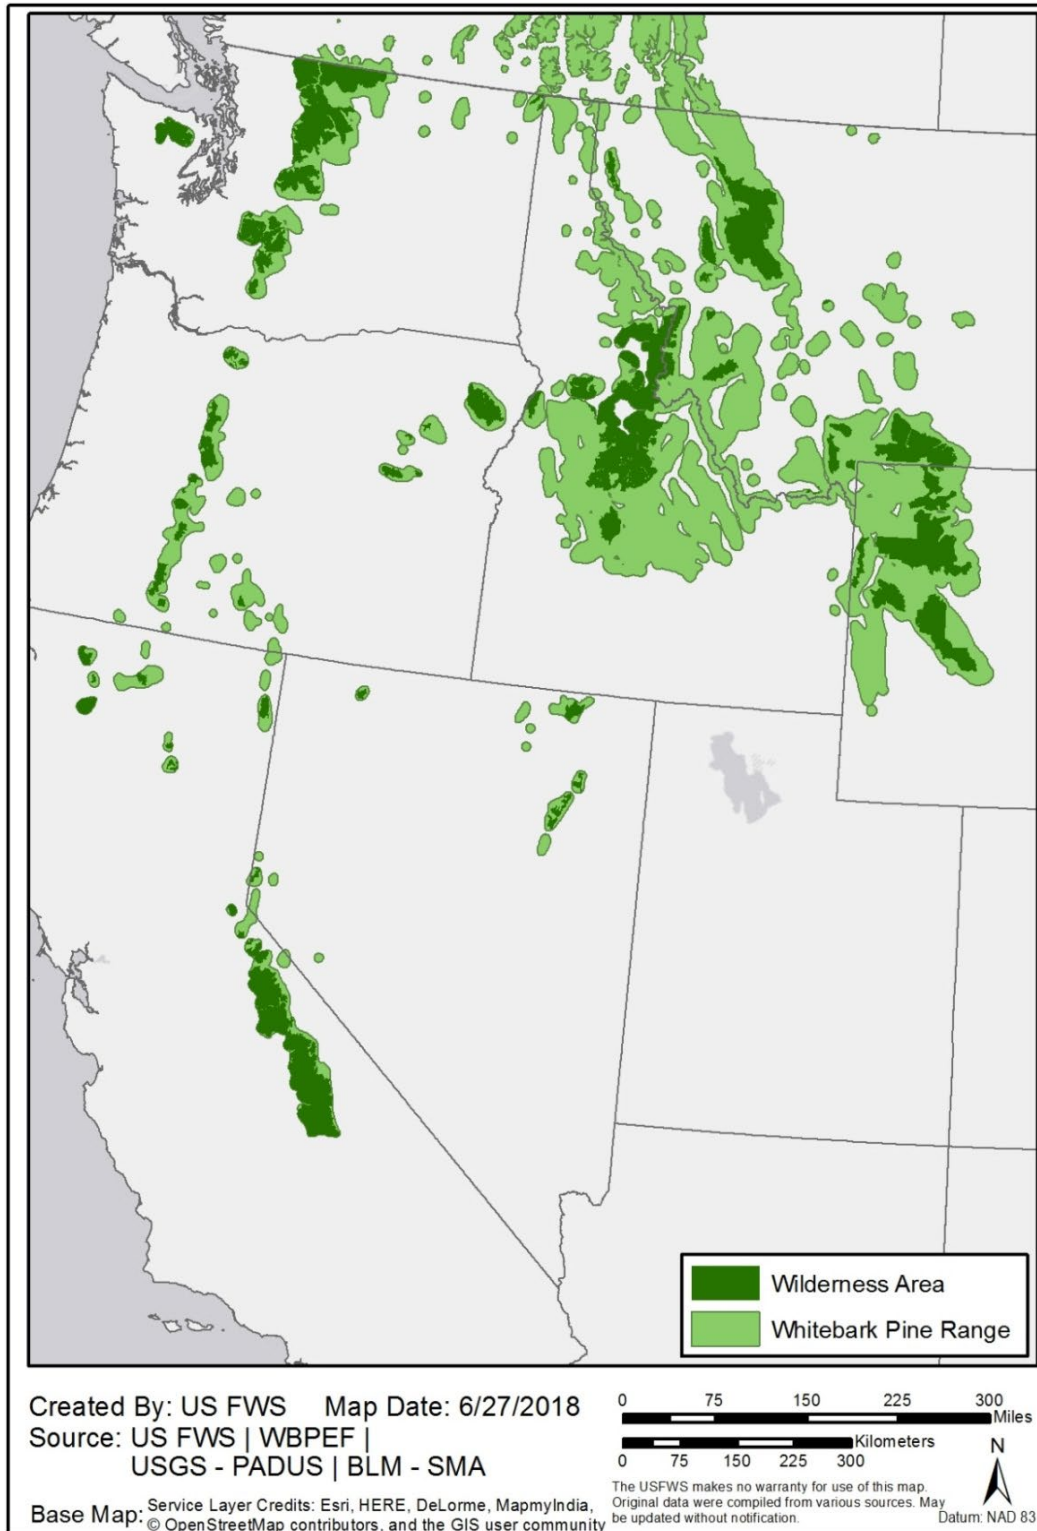 Wilderness Area
Whitebark Pine Range
Created By: US FWS Map Date: 6/27/2018
Source: US FWS | WBPEF |
USGS - PADUS | BLM - SMA
Base Map: Service Layer Credits: Esri, HERE, DeLorme, MapmyIndia,
© OpenStreetMap contributors, and the GIS user community
0 75 150 225 300
Miles
Kilometers
0 75 150 225 300
N
The USFWS makes no warranty for use of this map.
Original data were compiled from various sources. May
be updated without notification.
Datum: NAD 83